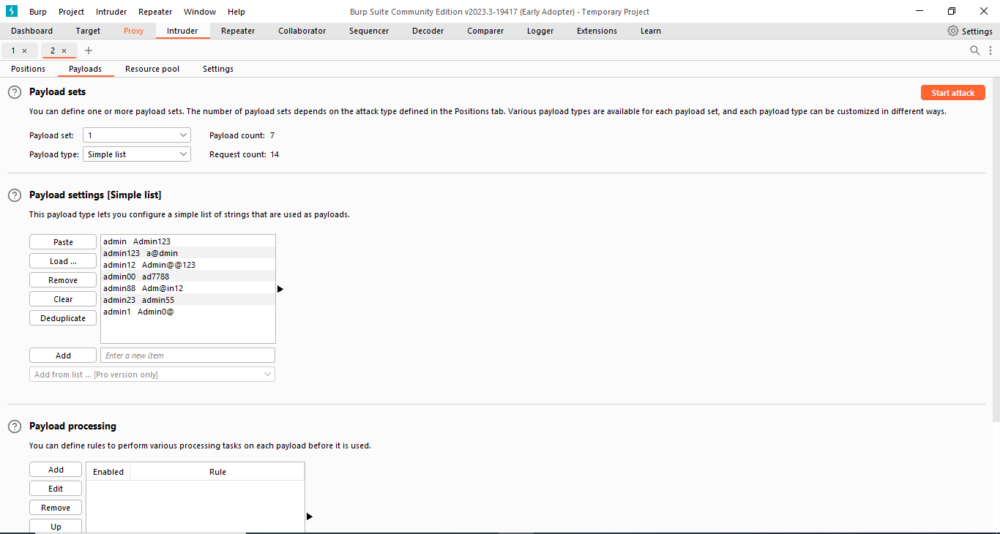 Burp Project Intruder Repeater Window Help Burp Suite Community Edition v2023.3-19417 (Early Adopter) - Temporary Project
Dashboard Target Proxy Intruder Repeater Collaborator Sequencer Decoder Comparer Logger Extensions Learn Settings
1 × 2 × +
Positions Payloads Resource pool Settings
? Payload sets Start attack
You can define one or more payload sets. The number of payload sets depends on the attack type defined in the Positions tab. Various payload types are available for each payload set, and each payload type can be customized in different ways.
Payload set: 1 Payload count: 7
Payload type: Simple list Request count: 14
? Payload settings [Simple list]
This payload type lets you configure a simple list of strings that are used as payloads.
Paste
Load ...
Remove
Clear
Deduplicate
admin Admin123
admin123 a@dmin
admin12 Admin@@123
admin00 ad7788
admin88 Adm@in12
admin23 admin55
admin1 Admin0@
Add Enter a new item
Add from list ... [Pro version only]
? Payload processing
You can define rules to perform various processing tasks on each payload before it is used.
Add
Edit
Remove
Up
Enabled Rule